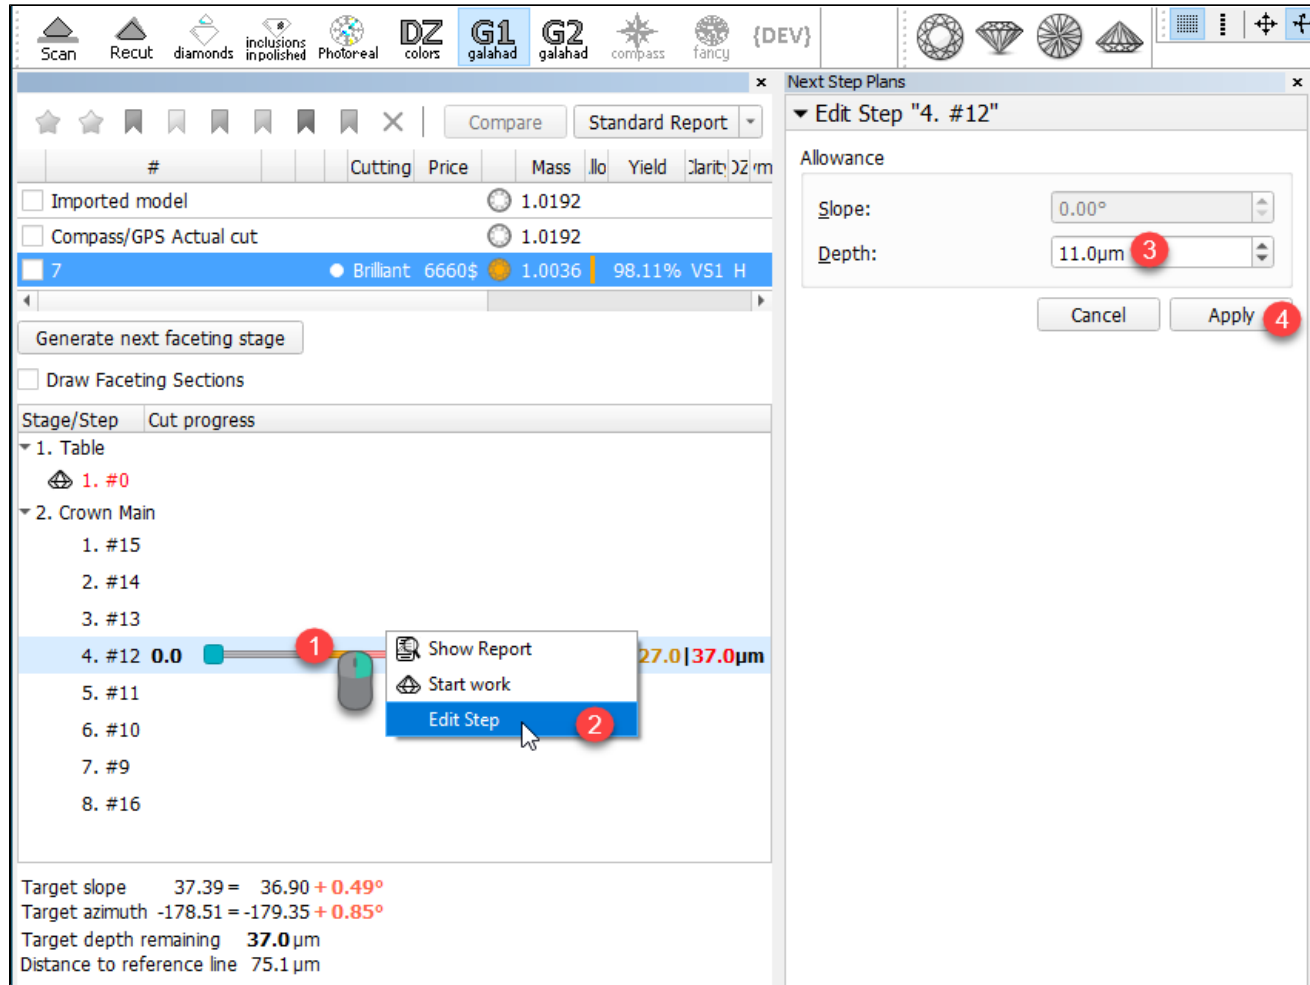 Scan
Recut
diamonds
inclusions
inpolished
Photoreal
DZ
colors
G1
galahad
G2
galahad
compass
fancy
{DEV}
Next Step Plans
Edit Step "4. #12"
Compare
Standard Report
Allowance
# Cutting Price Mass llo Yield Clarit DZ ym
Slope: 0.00°
Depth: 11.0µm 3
Cancel Apply 4
Imported model 1.0192
Compass/GPS Actual cut 1.0192
7 Brilliant 6660$ 1.0036 98.11% VS1 H
Generate next faceting stage
Draw Faceting Sections
Stage/Step Cut progress
1. Table
1. #0
2. Crown Main
1. #15
2. #14
3. #13
4. #12 0.0 1 27.0|37.0µm
Show Report
Start work
Edit Step 2
5. #11
6. #10
7. #9
8. #16
Target slope 37.39 = 36.90 + 0.49°
Target azimuth -178.51 = -179.35 + 0.85°
Target depth remaining 37.0 µm
Distance to reference line 75.1 µm